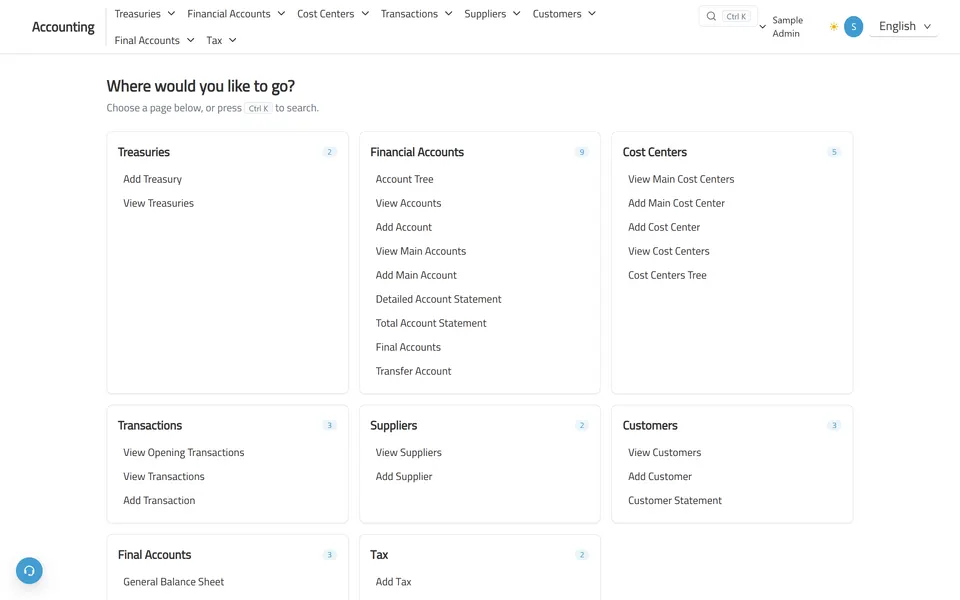 Accounting
Treasuries Financial Accounts Cost Centers Transactions Suppliers Customers
Final Accounts Tax
Ctrl K
Sample Admin
S
English
Where would you like to go?
Choose a page below, or press Ctrl K to search.
Treasuries 2
Add Treasury
View Treasuries
Financial Accounts 9
Account Tree
View Accounts
Add Account
View Main Accounts
Add Main Account
Detailed Account Statement
Total Account Statement
Final Accounts
Transfer Account
Cost Centers 5
View Main Cost Centers
Add Main Cost Center
Add Cost Center
View Cost Centers
Cost Centers Tree
Transactions 3
View Opening Transactions
View Transactions
Add Transaction
Suppliers 2
View Suppliers
Add Supplier
Customers 3
View Customers
Add Customer
Customer Statement
Final Accounts 3
General Balance Sheet
Tax 2
Add Tax